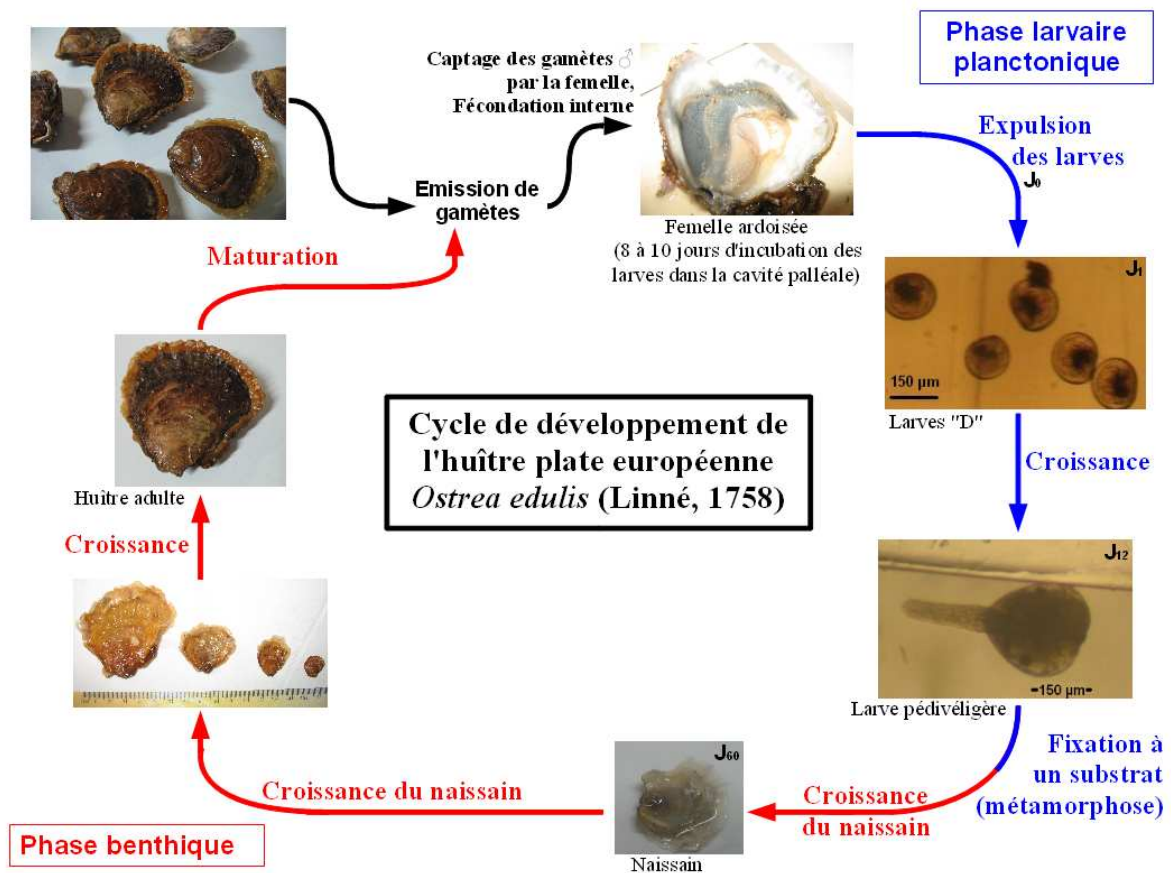 Phase larvaire
planctonique
Captage des gamètes ♂
par la femelle,
Fécondation interne
Expulsion
des larves
J0
Emission de
gamètes
Femelle ardoisée
(8 à 10 jours d'incubation des
larves dans la cavité palléale)
Maturation
J1
150 µm
Larves "D"
Cycle de développement de
l'huître plate européenne
Ostrea edulis (Linné, 1758)
Croissance
Huître adulte
Croissance
J12
150 µm
Larve pédivéligère
Fixation à
un substrat
(métamorphose)
J60
Croissance du naissain
Croissance
du naissain
Phase benthique
Naissain